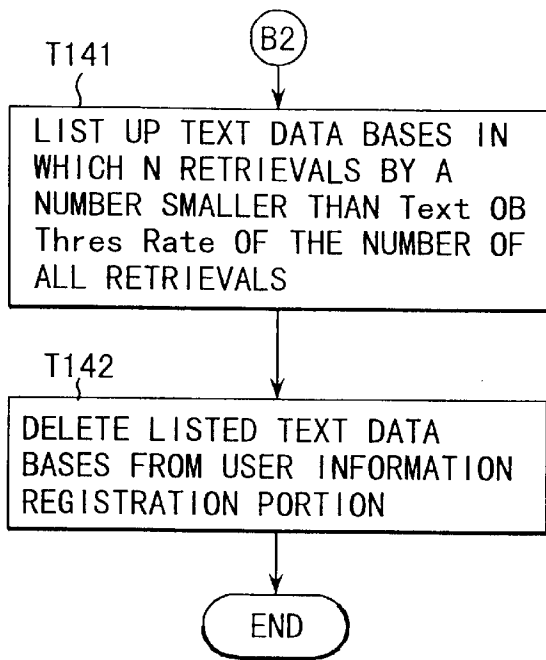 B2
T141
LIST UP TEXT DATA BASES IN
WHICH N RETRIEVALS BY A
NUMBER SMALLER THAN Text OB
Thres Rate OF THE NUMBER OF
ALL RETRIEVALS
T142
DELETE LISTED TEXT DATA
BASES FROM USER INFORMATION
REGISTRATION PORTION
END